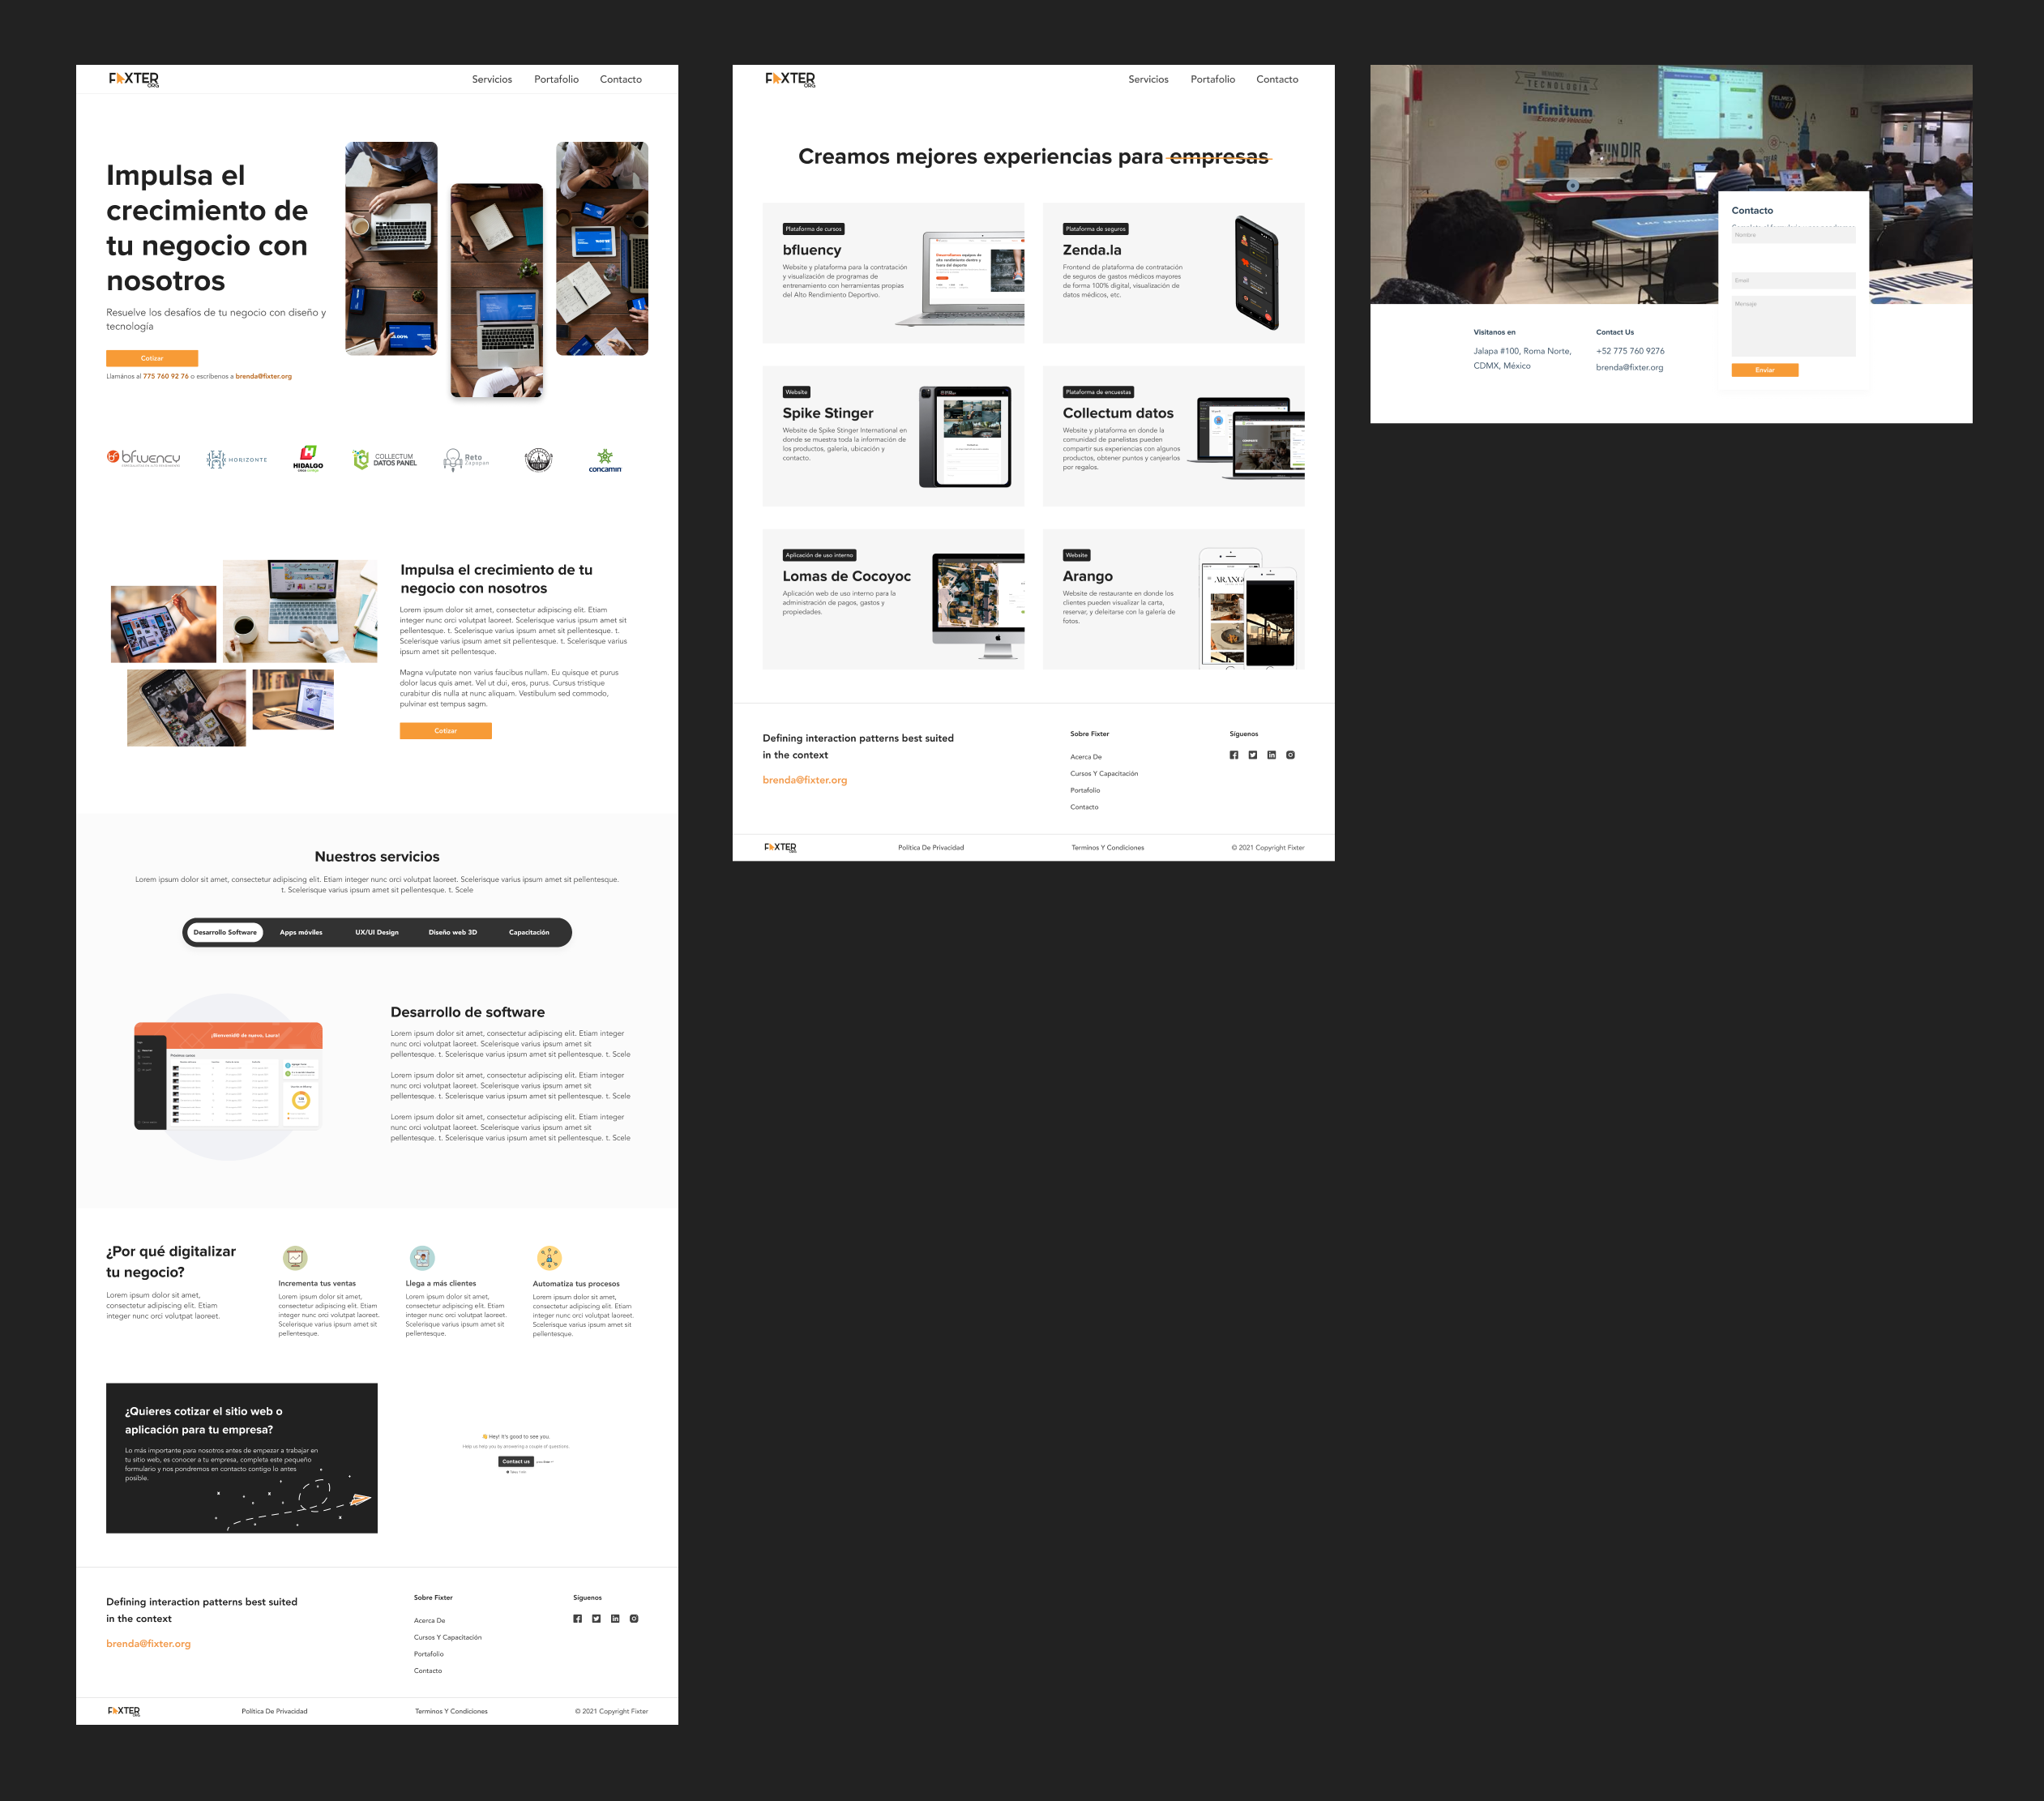 FIXTER
ORG
Servicios
Portafolio
Contacto
Impulsa el
crecimiento de
tu negocio con
nosotros
Resuelve los desafíos de tu negocio con diseño y
tecnología
Cotizar
Llamános al 775 760 92 76 o escríbenos a brenda@fixter.org
bfluency
HORIZONTE
HIDALGO
COLLECTUM
DATOS PANEL
Reto
Zapopan
concamin
Impulsa el crecimiento de tu
negocio con nosotros
Lorem ipsum dolor sit amet, consectetur adipiscing elit. Etiam
integer nunc orci volutpat laoreet. Scelerisque varius ipsum amet sit
pellentesque. t. Scelerisque varius ipsum amet sit pellentesque. t.
Scelerisque varius ipsum amet sit pellentesque. t. Scelerisque varius
ipsum amet sit pellentesque.
Magna vulputate non varius faucibus nullam. Eu quisque et purus
dolor lacus quis amet. Vel ut dui, eros, purus. Cursus tristique
curabitur dis nulla at nunc aliquam. Vestibulum sed commodo,
pulvinar est tempus sagm.
Cotizar
Nuestros servicios
Lorem ipsum dolor sit amet, consectetur adipiscing elit. Etiam integer nunc orci volutpat laoreet. Scelerisque varius ipsum amet sit pellentesque.
t. Scelerisque varius ipsum amet sit pellentesque. t. Scele
Desarrollo Software
Apps móviles
UX/UI Design
Diseño web 3D
Capacitación
¡Bienvenid@ de nuevo, Laura!
Desarrollo de software
Lorem ipsum dolor sit amet, consectetur adipiscing elit. Etiam integer
nunc orci volutpat laoreet. Scelerisque varius ipsum amet sit
pellentesque. t. Scelerisque varius ipsum amet sit pellentesque. t. Scele
Lorem ipsum dolor sit amet, consectetur adipiscing elit. Etiam integer
nunc orci volutpat laoreet. Scelerisque varius ipsum amet sit
pellentesque. t. Scelerisque varius ipsum amet sit pellentesque. t. Scele
Lorem ipsum dolor sit amet, consectetur adipiscing elit. Etiam integer
nunc orci volutpat laoreet. Scelerisque varius ipsum amet sit
pellentesque. t. Scelerisque varius ipsum amet sit pellentesque. t. Scele
¿Por qué digitalizar
tu negocio?
Lorem ipsum dolor sit amet,
consectetur adipiscing elit. Etiam
integer nunc orci volutpat laoreet.
Incrementa tus ventas
Lorem ipsum dolor sit amet,
consectetur adipiscing elit. Etiam
integer nunc orci volutpat laoreet.
Scelerisque varius ipsum amet sit
pellentesque.
Llega a más clientes
Lorem ipsum dolor sit amet,
consectetur adipiscing elit. Etiam
integer nunc orci volutpat laoreet.
Scelerisque varius ipsum amet sit
pellentesque.
Automatiza tus procesos
Lorem ipsum dolor sit amet,
consectetur adipiscing elit. Etiam
integer nunc orci volutpat laoreet.
Scelerisque varius ipsum amet sit
pellentesque.
¿Quieres cotizar el sitio web o
aplicación para tu empresa?
Lo más importante para nosotros antes de empezar a trabajar en
tu sitio web, es conocer a tu empresa, completa este pequeño
formulario y nos pondremos en contacto contigo lo antes
posible.
Hey! It's good to see you.
Help us help you by answering a couple of questions.
Contact us
Defining interaction patterns best suited
in the context
brenda@fixter.org
Sobre Fixter
Acerca De
Cursos Y Capacitación
Portafolio
Contacto
Síguenos
FIXTER
ORG
Política De Privacidad
Terminos Y Condiciones
© 2021 Copyright Fixter
FIXTER
ORG
Servicios
Portafolio
Contacto
Creamos mejores experiencias para empresas
Plataforma de cursos
bfluency
Website y plataforma para la contratación
y visualización de programas de
entrenamiento con herramientas propias
del Alto Rendimiento Deportivo.
Plataforma de seguros
Zenda.la
Frontend de plataforma de contratación
de seguros de gastos médicos mayores
de forma 100% digital, visualización de
datos médicos, etc.
Website
Spike Stinger
Website de Spike Stinger International en
donde se muestra toda la información de
los productos, galería, ubicación y
contacto.
Plataforma de encuestas
Collectum datos
Website y plataforma en donde la
comunidad de panelistas pueden
compartir sus experiencias con algunos
productos, obtener puntos y canjearlos
por regalos.
Aplicación de uso interno
Lomas de Cocoyoc
Aplicación web de uso interno para la
administración de pagos, gastos y
propiedades.
Website
Arango
Website de restaurante en donde los
clientes pueden visualizar la carta,
reservar, y deleitarse con la galería de
fotos.
ARANGO
Defining interaction patterns best suited
in the context
brenda@fixter.org
Sobre Fixter
Acerca De
Cursos Y Capacitación
Portafolio
Contacto
Síguenos
FIXTER
ORG
Política De Privacidad
Terminos Y Condiciones
© 2021 Copyright Fixter
TECNOLOGÍA
infinitum
TELMEX
hub
Contacto
Nombre
Email
Mensaje
Enviar
Visitanos en
Jalapa #100, Roma Norte,
CDMX, México
Contact Us
+52 775 760 9276
brenda@fixter.org